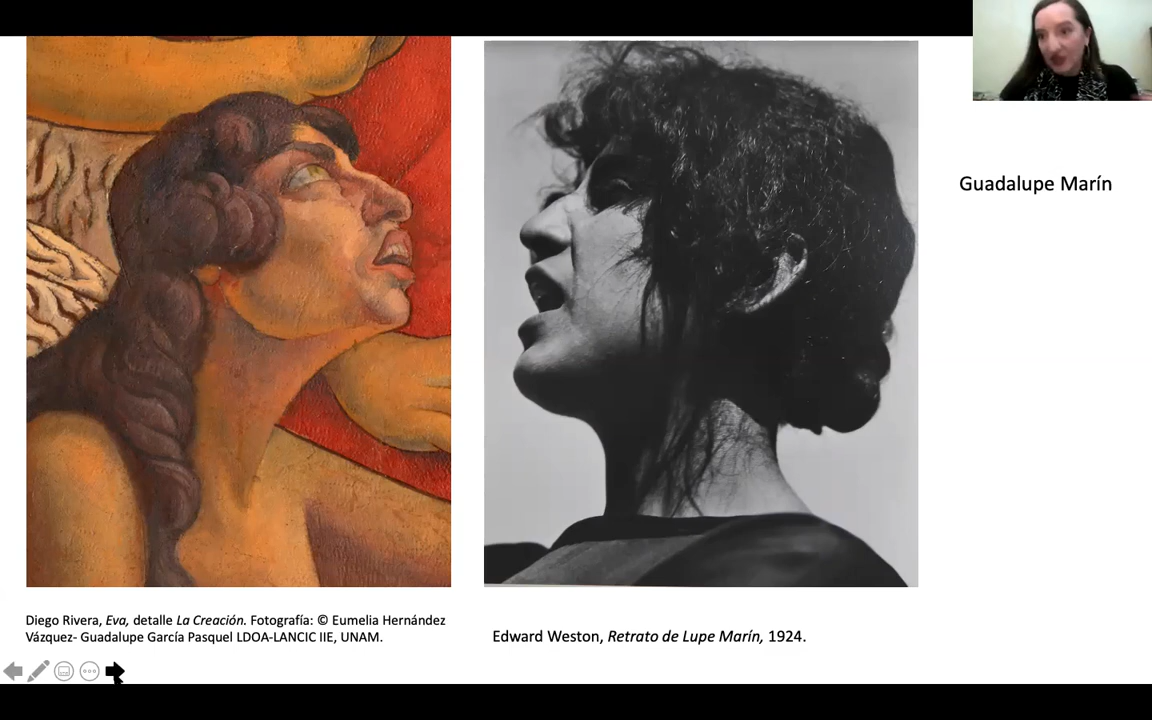 Guadalupe Marín
Diego Rivera, Eva, detalle La Creación. Fotografía: © Eumelia Hernández
Vázquez- Guadalupe García Pasquel LDOA-LANCIC IIE, UNAM.
Edward Weston, Retrato de Lupe Marín, 1924.